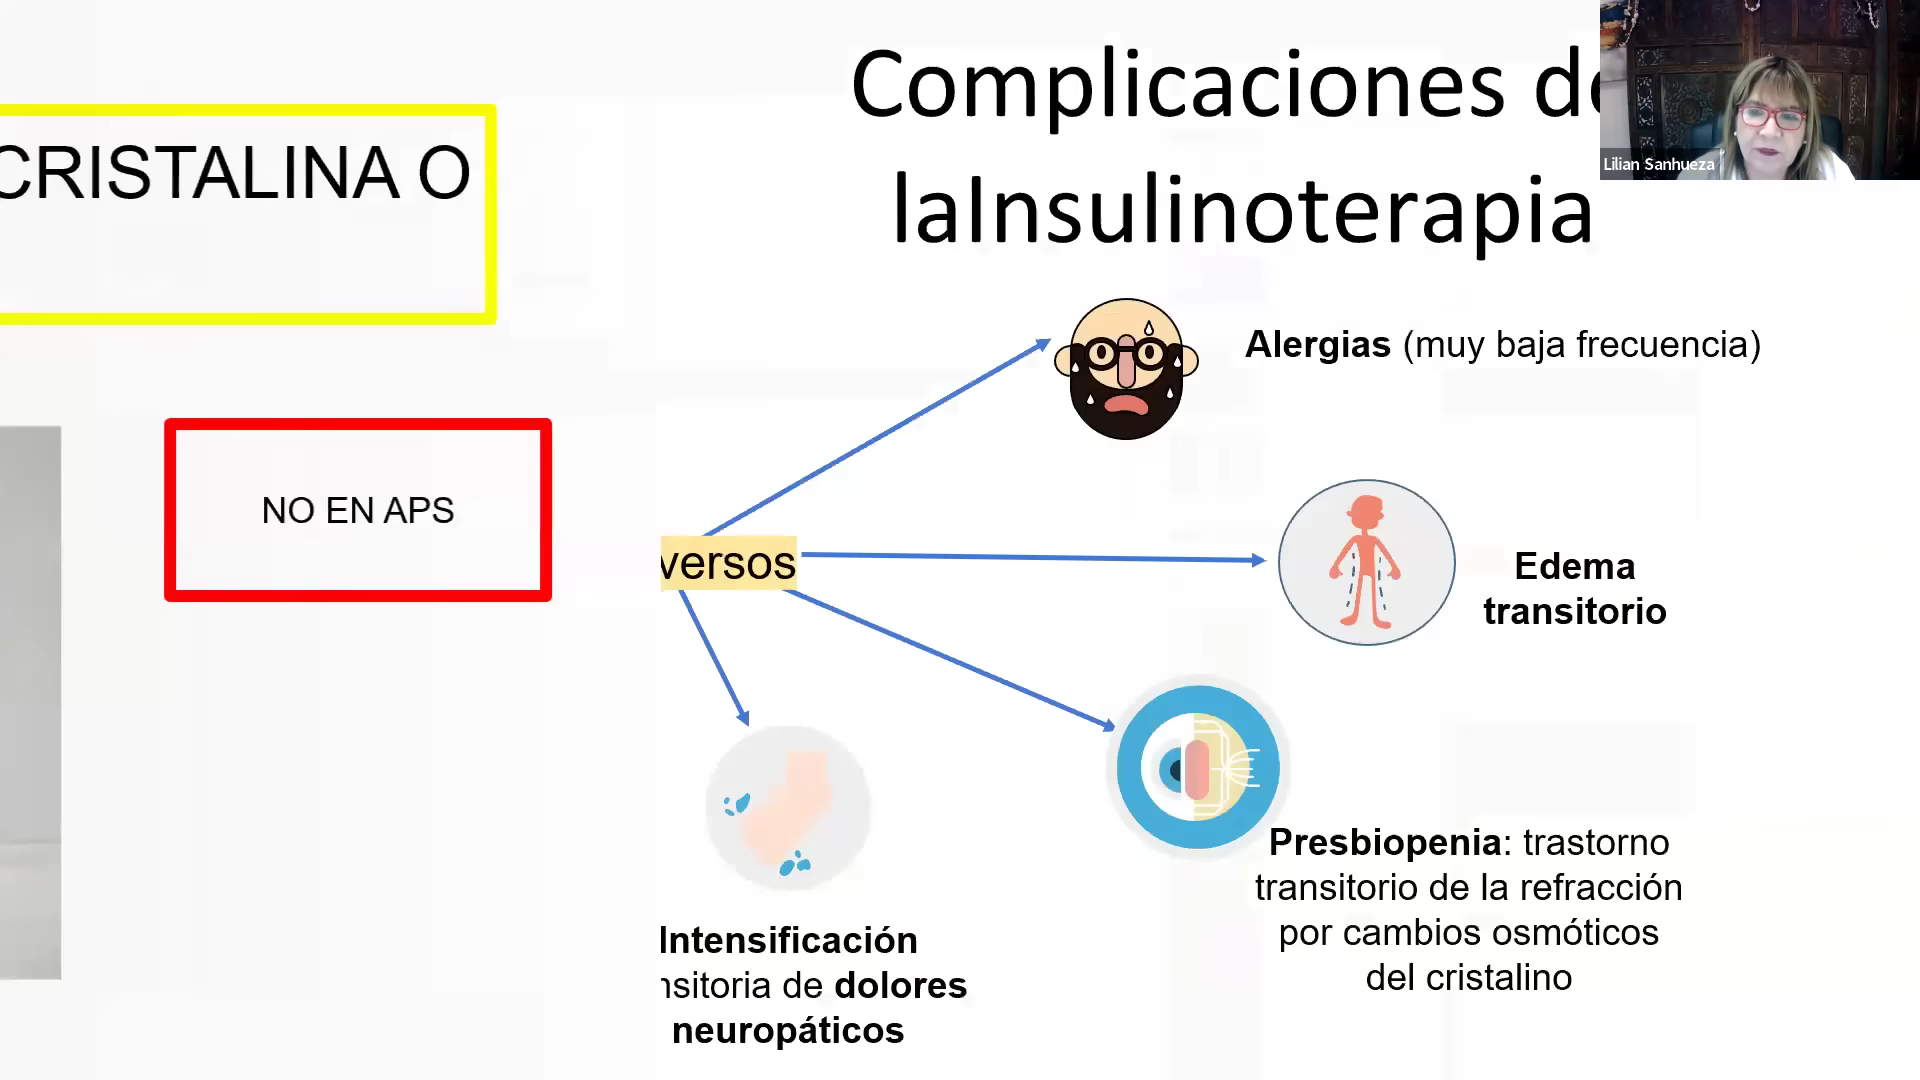 CRISTALINA O
NO EN APS
Complicaciones de
laInsulinoterapia
Lilian Sanhueza
Alergias (muy baja frecuencia)
versos
Edema
transitorio
Presbiopenia: trastorno
transitorio de la refracción
por cambios osmóticos
del cristalino
Intensificación
nsitoria de dolores
neuropáticos